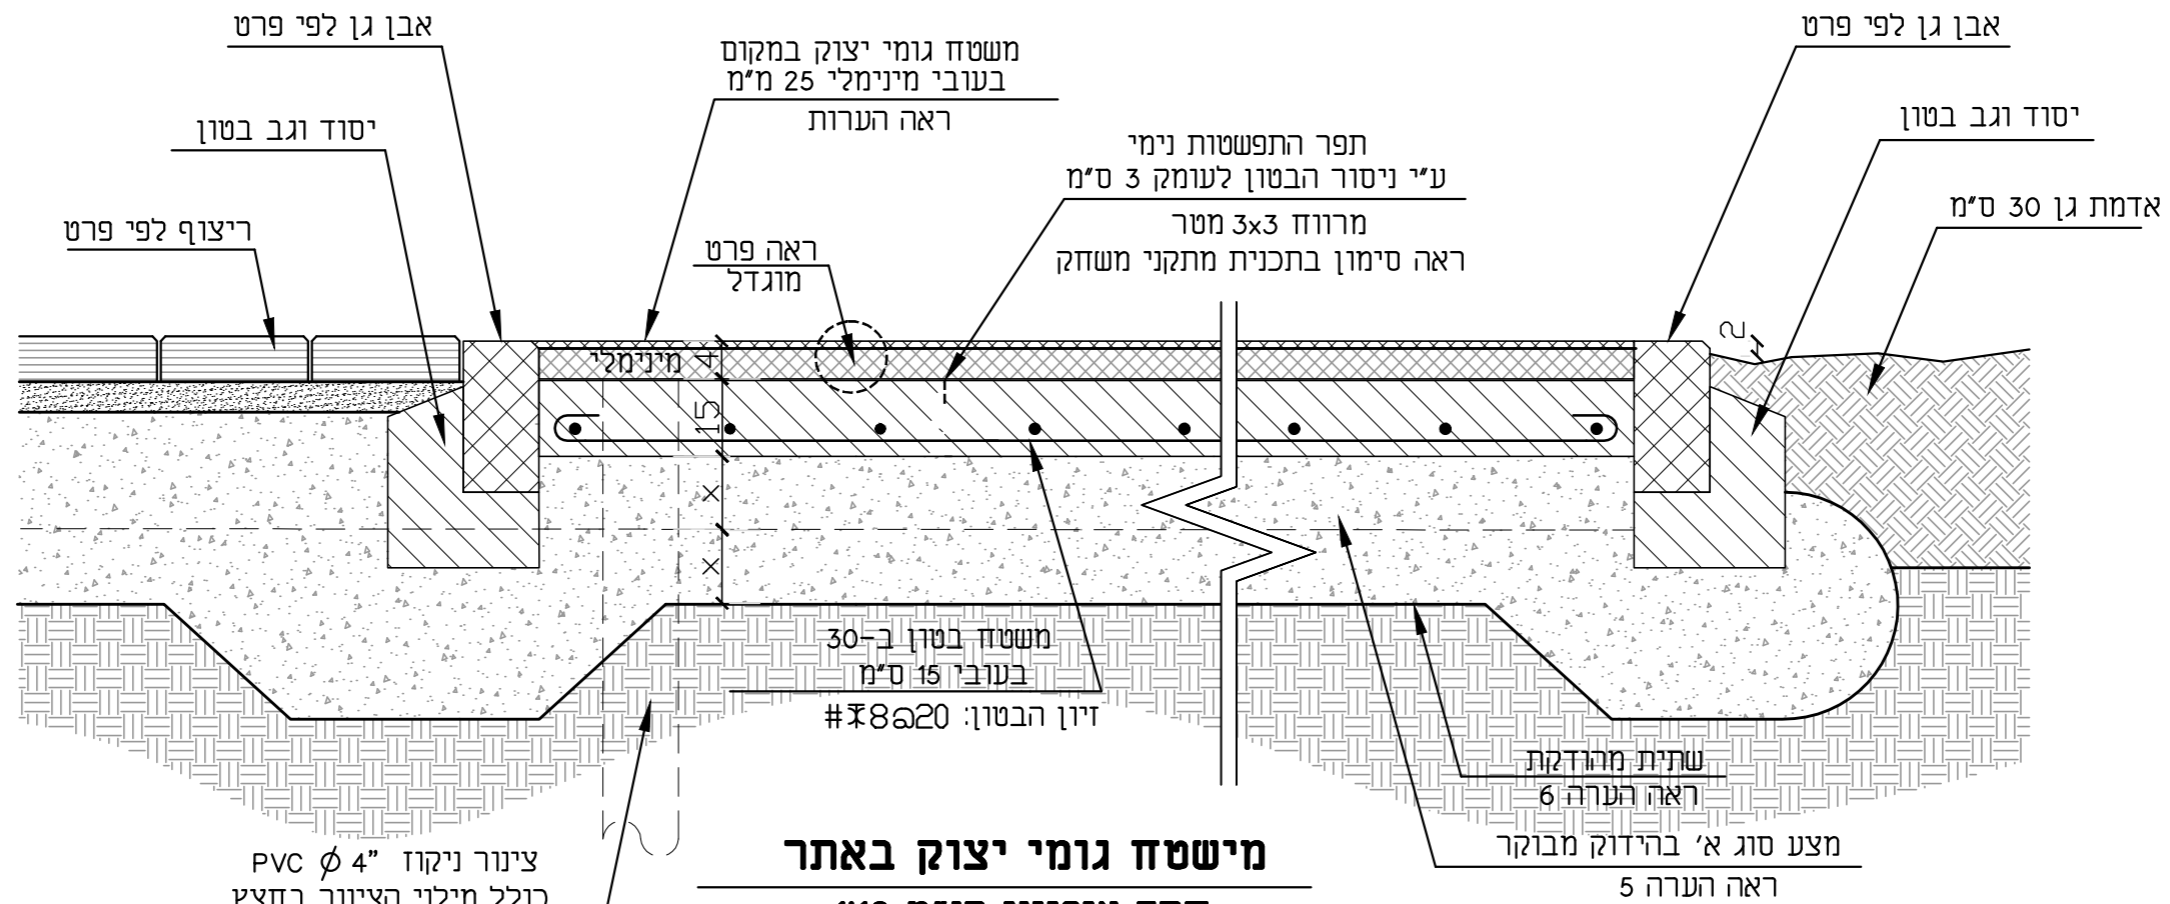 אבן גן לפי פרט
אבן גן לפי פרט
משטח גומי יצוק במקום
בעובי מינימלי 25 מ"מ
ראה הערות
יסוד וגב בטון
יסוד וגב בטון
תפר התפשטות נימי
ע"י ניסור הבטון לעומק 3 ס"מ
מרווח 3x3 מטר
ראה סימון בתכנית מתקני משחק
אדמת גן 30 ס"מ
ריצוף לפי פרט
ראה פרט
מוגדל
2
מינימלי
4
15
X
X
משטח בטון ב-30
בעובי 15 ס"מ
שתית מהודקת
ראה הערה 6
מצע סוג א' בהידוק מבוקר
ראה הערה 5
מישטח גומי יצוק באתר
צינור ניקוז PVC Ø 4"
כולל מילוי הצינור בחצץ